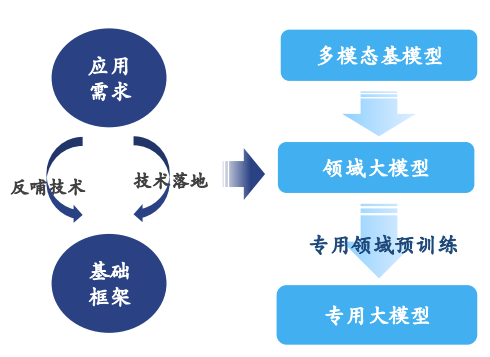 应用
需求
反哺技术
技术落地
基础
框架
多模态基模型
领域大模型
专用领域预训练
专用大模型